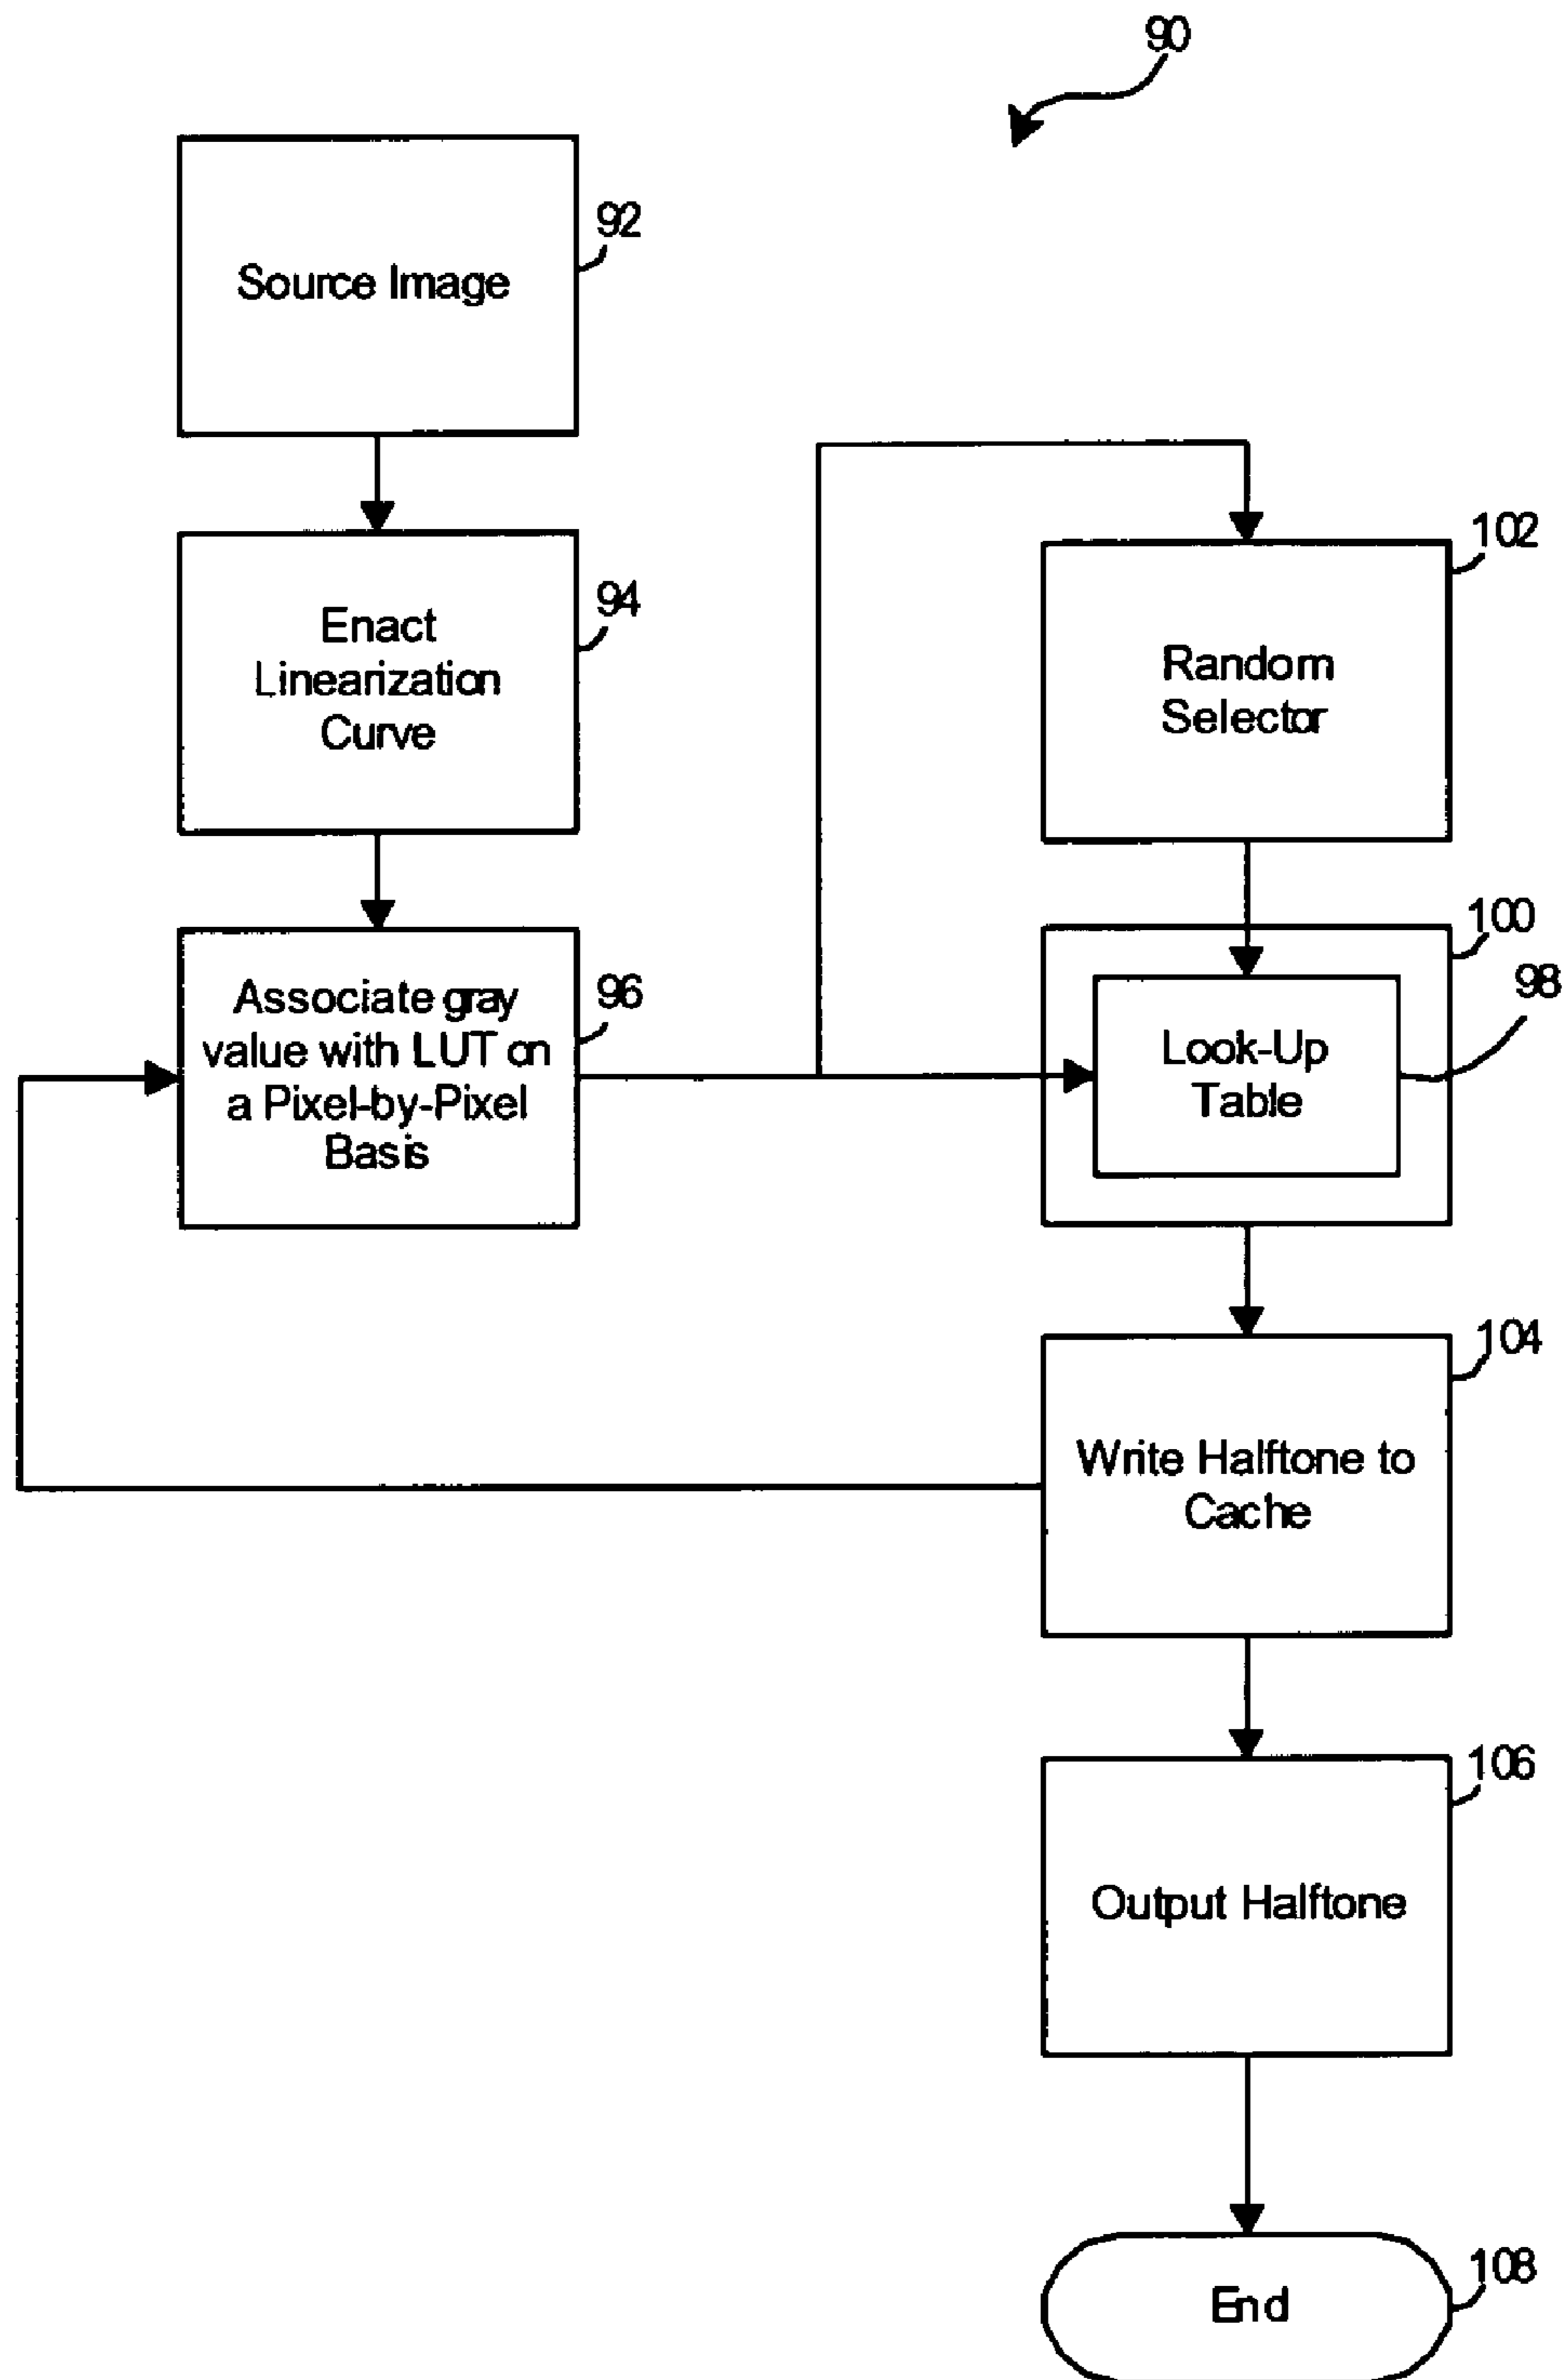 90
92
Source Image
94
Enact
Linearization
Curve
102
Random
Selector
96
Associate gray
value with LUT on
a Pixel-by-Pixel
Basis
100
98
Look-Up
Table
104
Write Halftone to
Cache
106
Output Halftone
108
End